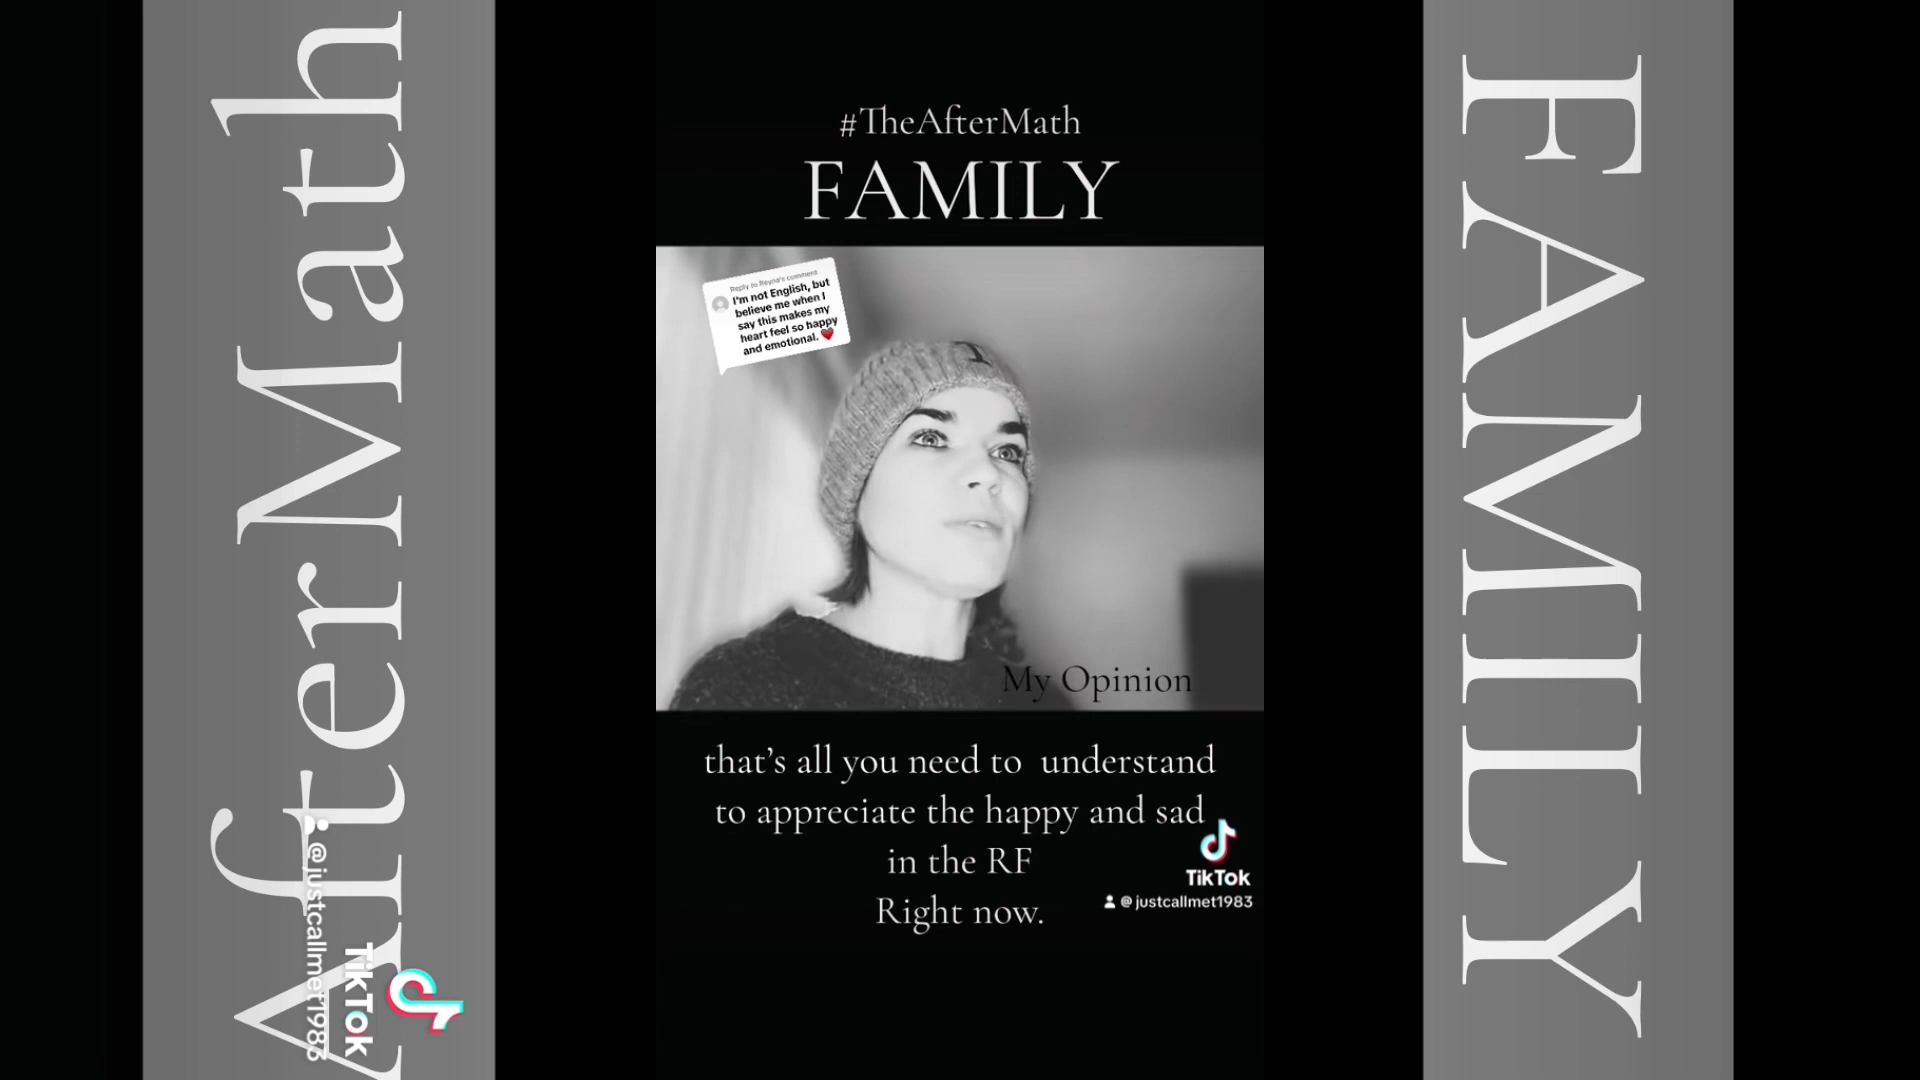 AfterMath
TikTok
@justcallmet1983
#TheAfterMath
FAMILY
Reply to Reyna's comment
I'm not English, but
believe me when I
say this makes my
heart feel so happy
and emotional. ❤️
My Opinion
that's all you need to understand
to appreciate the happy and sad
in the RF
Right now.
TikTok
@justcallmet1983
FAMILY